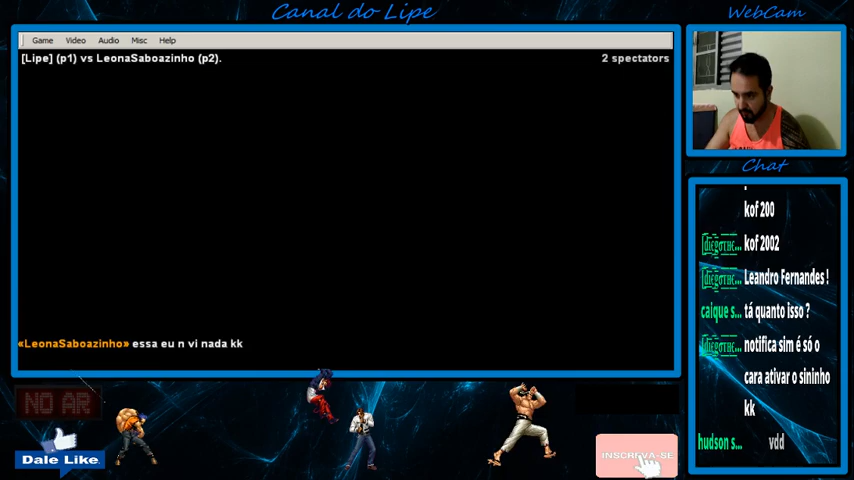 Canal do Lipe
WebCam
Game Video Audio Misc Help
[Lipe] (p1) vs LeonaSaboazinho (p2).
2 spectators
«LeonaSaboazinho» essa eu n vi nada kk
Chat
kof 200
kof 2002
Leandro Fernandes !
caique s... tá quanto isso ?
notifica sim é só o
cara ativar o sininho
kk
hudson s... vdd
NO AR
Dale Like.
INSCREVA-SE